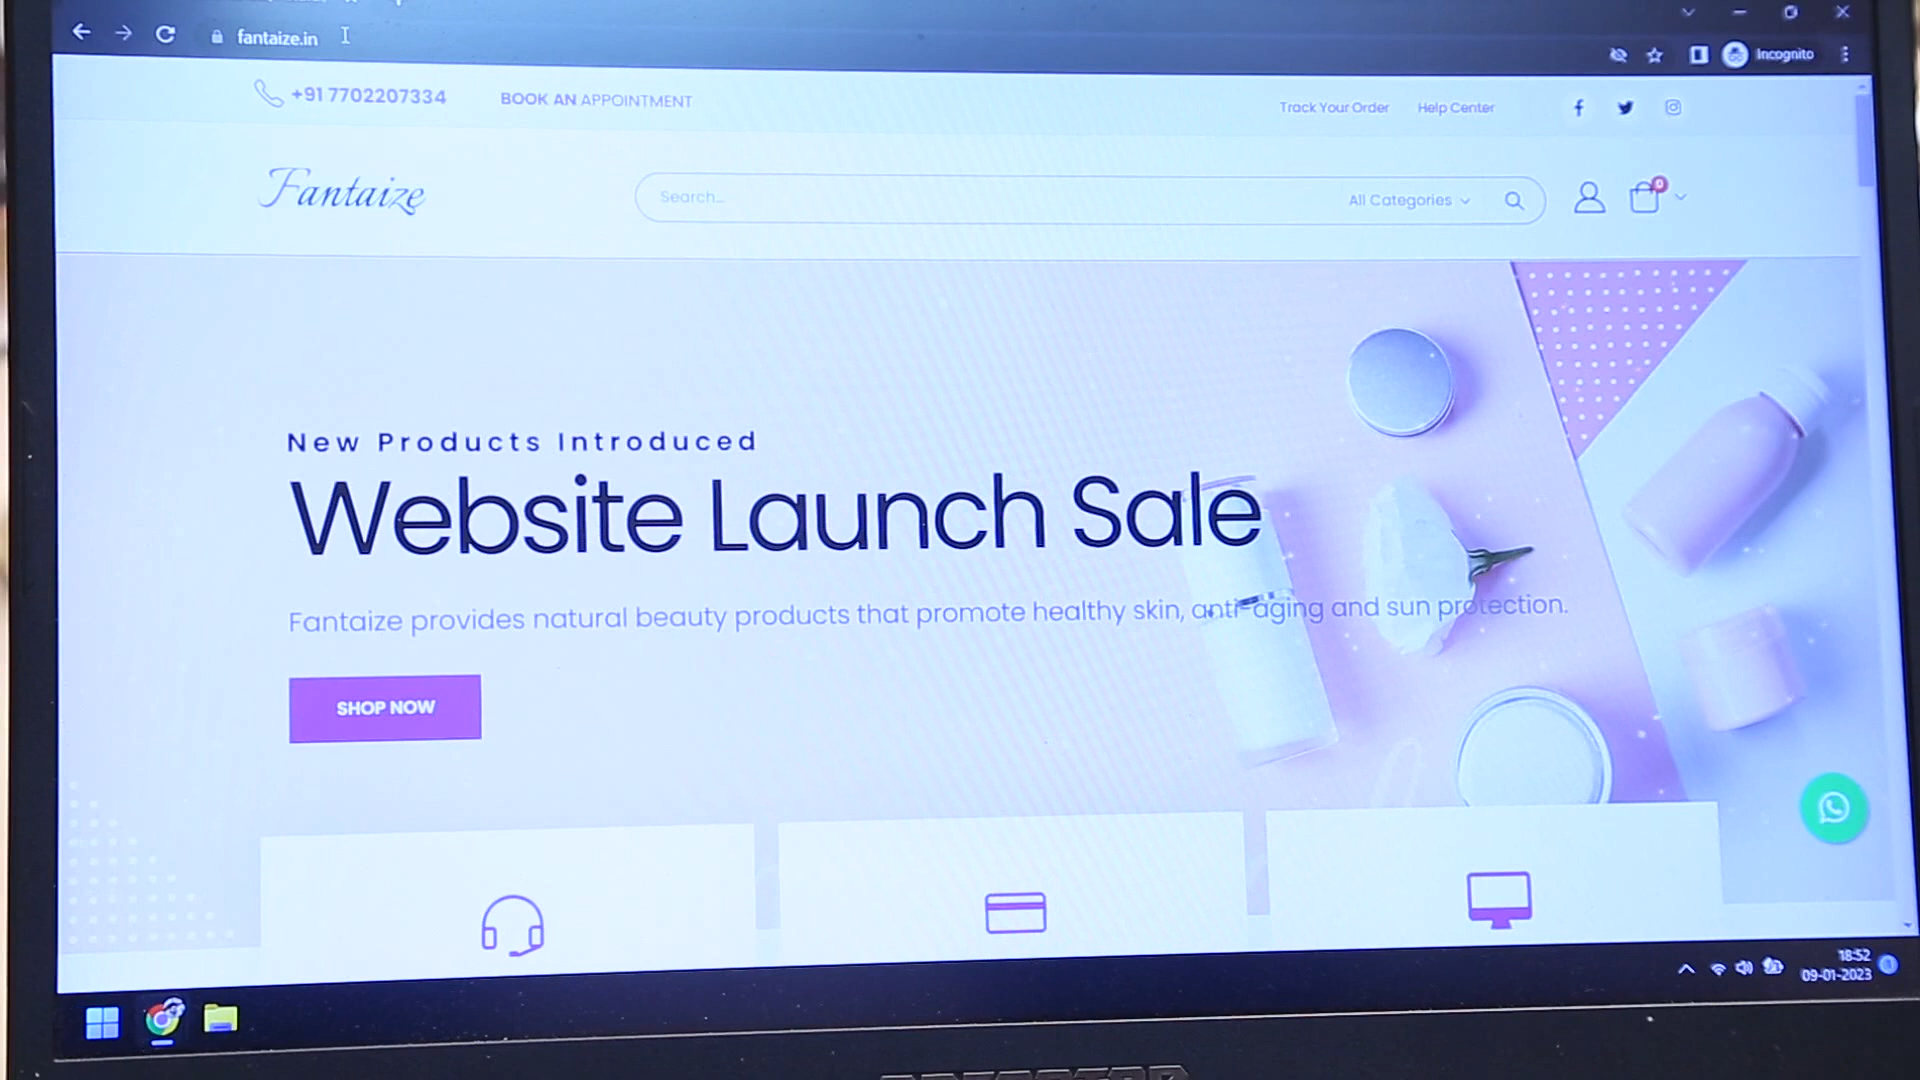 fantaize.in
Incognito
+91 7702207334
BOOK AN APPOINTMENT
Track Your Order
Help Center
Fantaize
Search...
All Categories
0
New Products Introduced
Website Launch Sale
Fantaize provides natural beauty products that promote healthy skin, anti-aging and sun protection.
SHOP NOW
18:52
09-01-2023